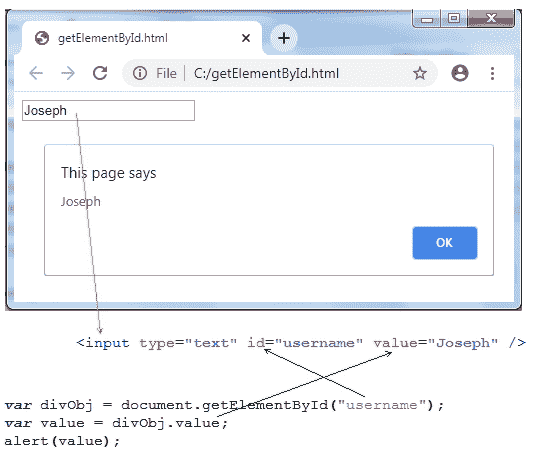 getElementById.html
File | C:/getElementById.html
Joseph
This page says
Joseph
OK
<input type="text" id="username" value="Joseph" />
var divObj = document.getElementById("username");
var value = divObj.value;
alert(value);